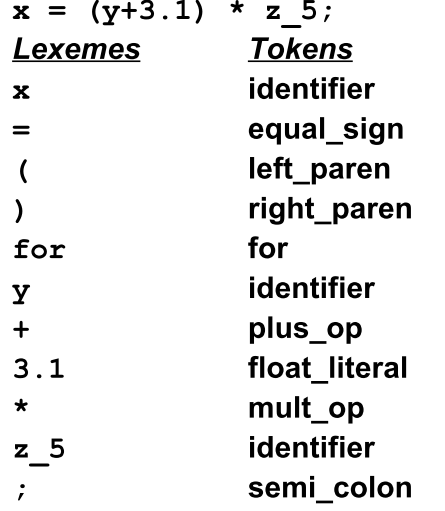 x = (y+3.1) * z_5;
Lexemes Tokens
x identifier
= equal_sign
( left_paren
) right_paren
for for
y identifier
+ plus_op
3.1 float_literal
* mult_op
z_5 identifier
; semi_colon